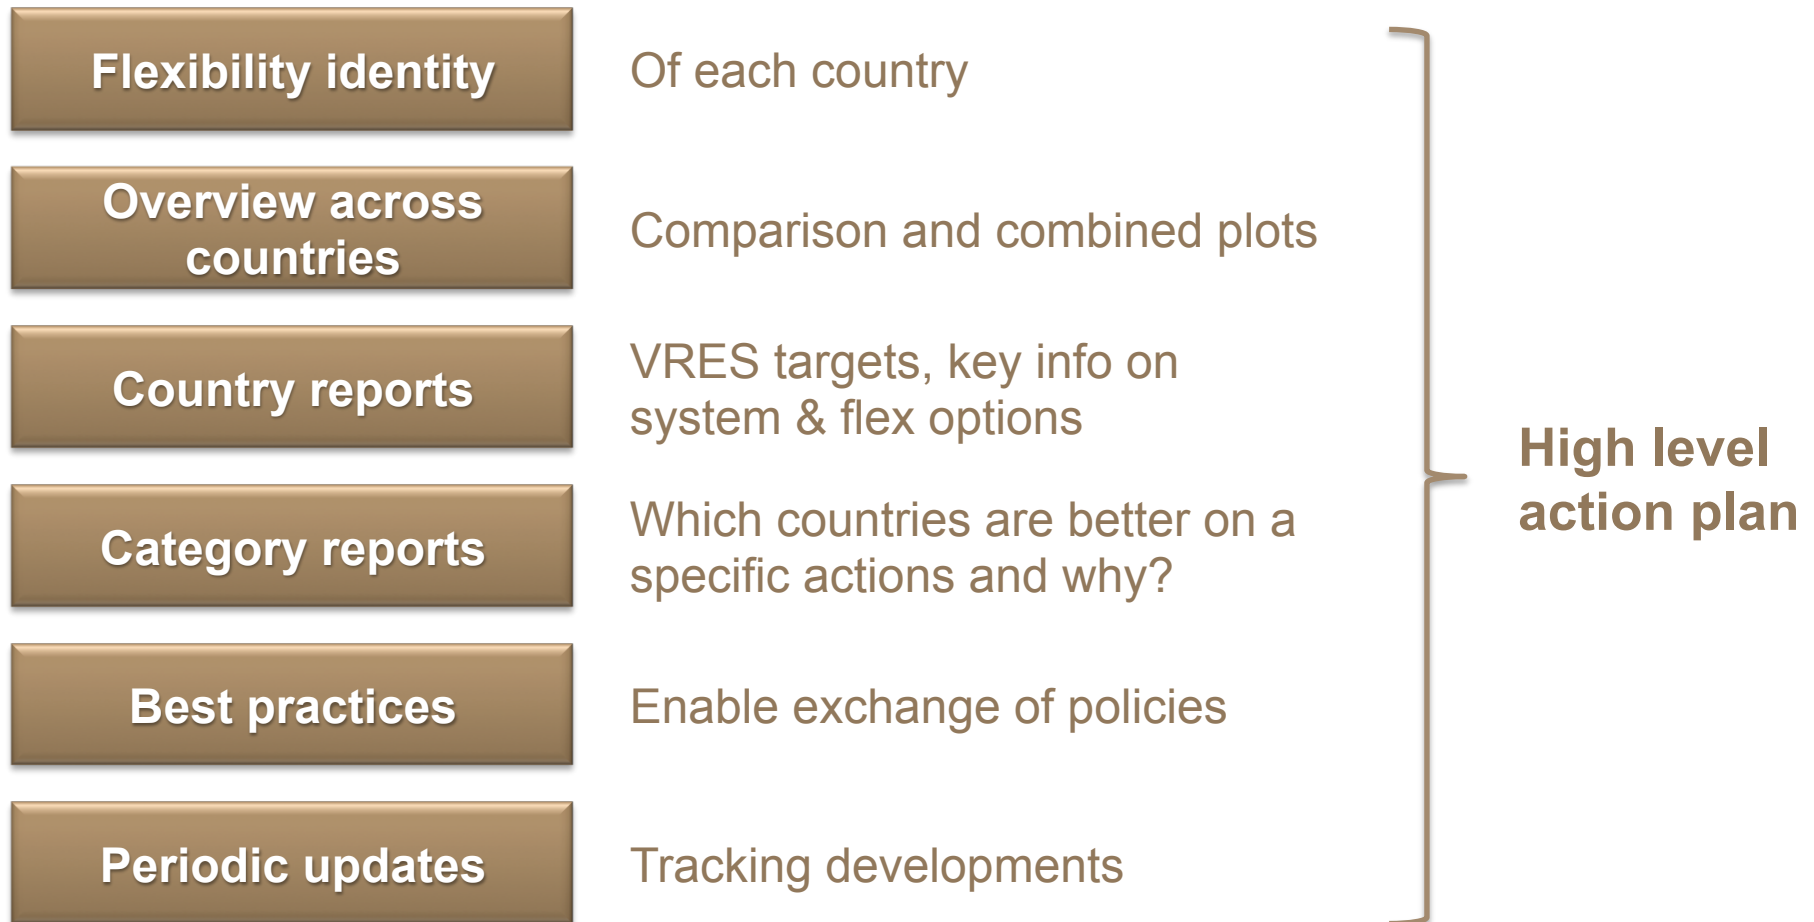 Flexibility identity
Of each country
Overview across
countries
Comparison and combined plots
Country reports
VRES targets, key info on
system & flex options
Category reports
Which countries are better on a
specific actions and why?
Best practices
Enable exchange of policies
Periodic updates
Tracking developments
High level
action plan